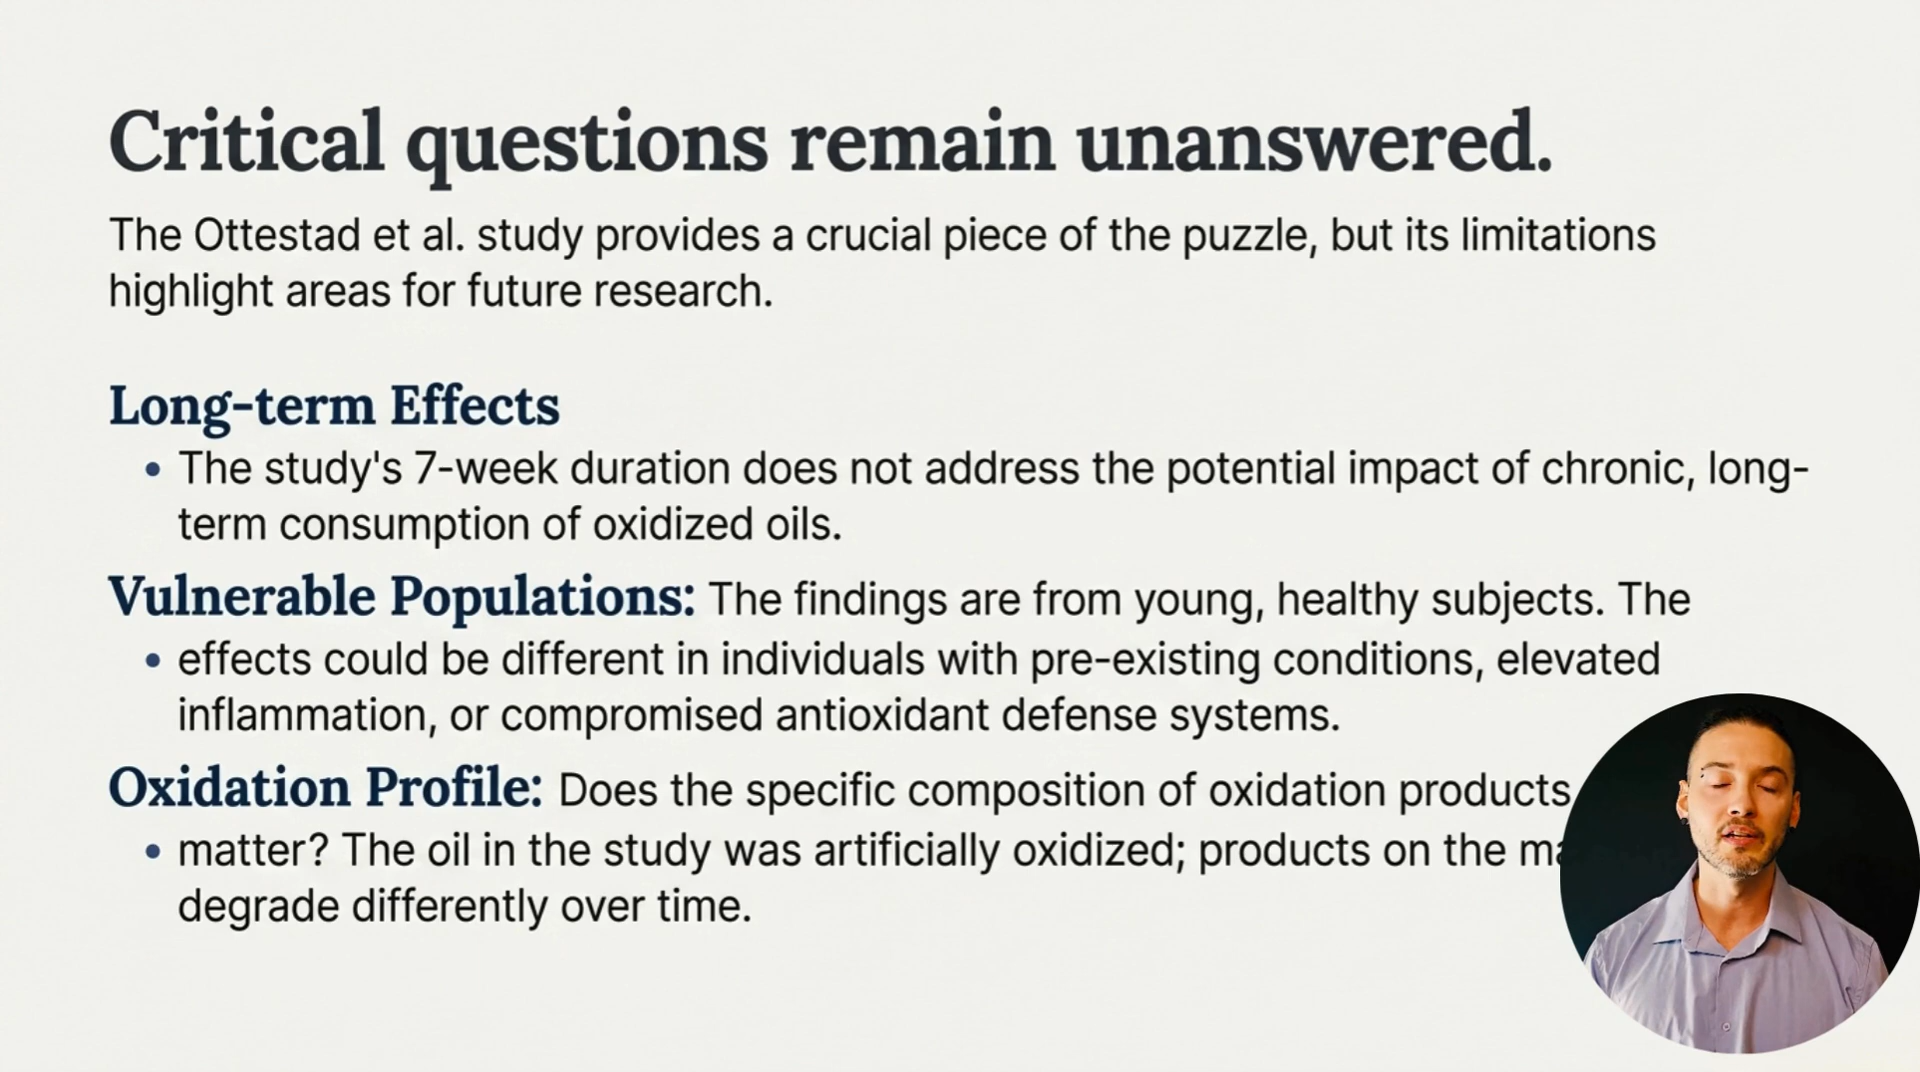 Critical questions remain unanswered.
The Ottestad et al. study provides a crucial piece of the puzzle, but its limitations
highlight areas for future research.
Long-term Effects
• The study's 7-week duration does not address the potential impact of chronic, long-
term consumption of oxidized oils.
Vulnerable Populations: The findings are from young, healthy subjects. The
• effects could be different in individuals with pre-existing conditions, elevated
inflammation, or compromised antioxidant defense systems.
Oxidation Profile: Does the specific composition of oxidation products
• matter? The oil in the study was artificially oxidized; products on the
degrade differently over time.